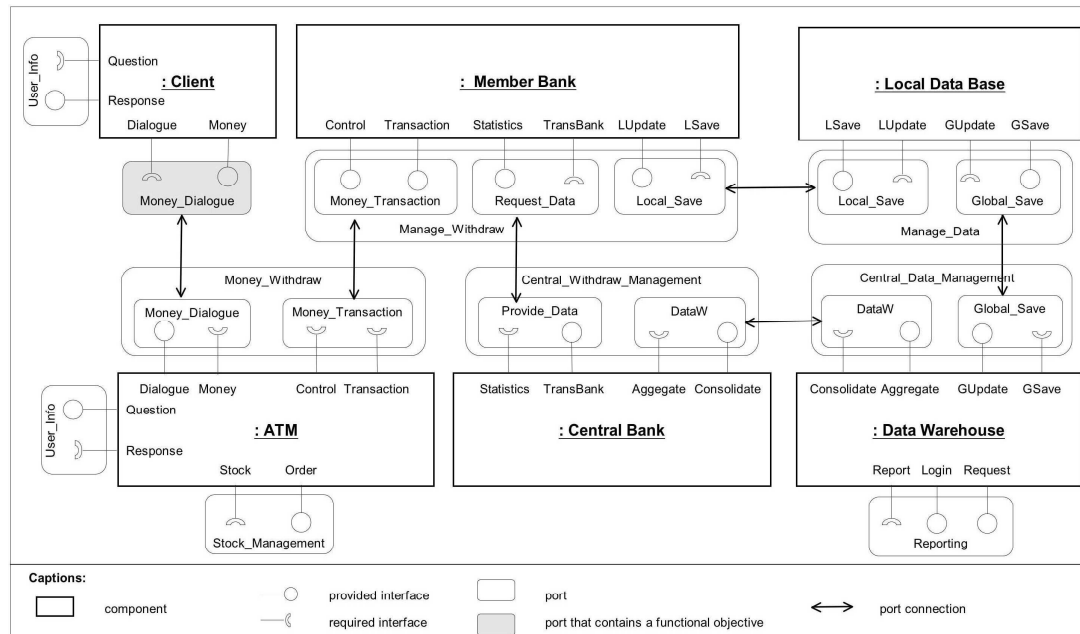 User_Info
Question
Response
: Client
Dialogue Money
Money_Dialogue
: Member Bank
Control Transaction Statistics TransBank LUpdate LSave
Money_Transaction Request_Data Local_Save
Manage_Withdraw
: Local Data Base
LSave LUpdate GUpdate GSave
Local_Save Global_Save
Manage_Data
Money_Withdraw
Money_Dialogue Money_Transaction
Central_Withdraw_Management
Provide_Data DataW
Central_Data_Management
DataW Global_Save
User_Info
Dialogue Money Control Transaction
Question
Response
: ATM
Stock Order
Stock_Management
Statistics TransBank Aggegate Consolidate
: Central Bank
Consolidate Aggregate GUpdate GSave
: Data Warehouse
Report Login Request
Reporting
Captions:
component
provided interface
required interface
port
port that contains a functional objective
port connection